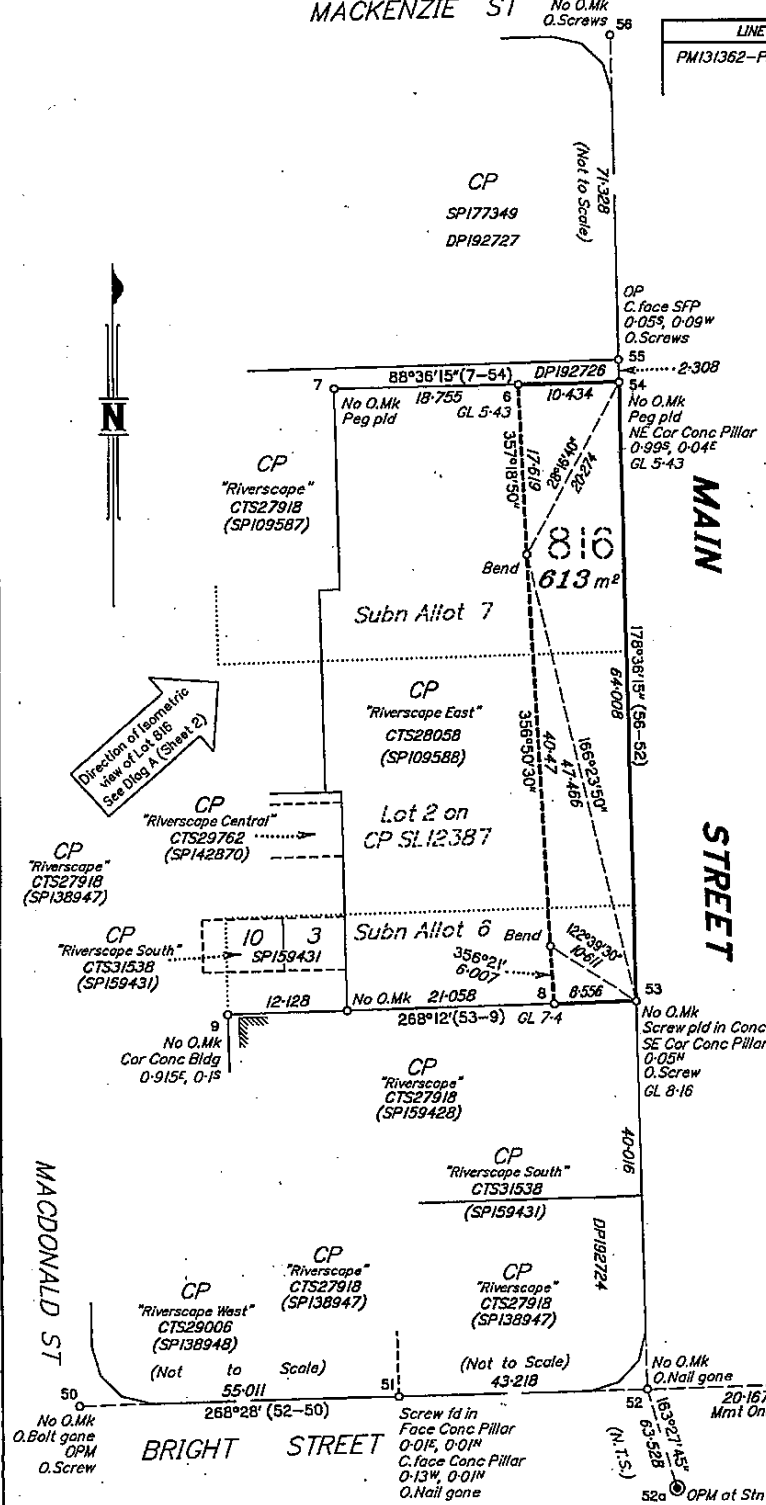 MACKENZIE ST
No O.Mk
O.Screws
56
LINE
PM131362-P
71·328
(Not to Scale)
CP
SP177349
DP192727
OP
C.face SFP
0·05S, 0·09W
O.Screws
55
2·308
7
88°36'15"(7-54)
DP192726
6
54
No O.Mk
Peg pld
18·755
GL 5·43
10·434
No O.Mk
Peg pld
NE Cor Conc Pillar
0·99S, 0·04E
GL 5·43
N
CP
"Riverscape"
CTS27918
(SP109587)
17·619
357°18'50"
28°16'40"
20·274
MAIN
STREET
816
613 m²
Bend
Subn Allot 7
178°36'15" (56-52)
64·008
Direction of Isometric
view of Lot 816
See Diag A (Sheet 2)
CP
"Riverscape East"
CTS28058
(SP109588)
356°50'30"
40·47
166°23'50"
47·466
CP
"Riverscape Central"
CTS29762
(SP142870)
Lot 2 on
CP SL12387
CP
"Riverscape"
CTS27918
(SP138947)
CP
"Riverscape South"
CTS31538
(SP159431)
10
3
SP159431
Subn Allot 6
Bend
122°39'30"
10·611
356°21'
6·007
12·128
No O.Mk
21·058
8
8·556
53
9
268°12'(53-9)
GL 7·4
No O.Mk
Cor Conc Bldg
0·915E, 0·1S
No O.Mk
Screw pld in Conc
SE Cor Conc Pillar
0·05N
O.Screw
GL 8·16
CP
"Riverscape"
CTS27918
(SP159428)
40·016
CP
"Riverscape South"
CTS31538
(SP159431)
DP192724
MACDONALD ST
CP
"Riverscape West"
CTS29006
(SP138948)
CP
"Riverscape"
CTS27918
(SP138947)
CP
"Riverscape"
CTS27918
(SP138947)
(Not to Scale)
55·011
(Not to Scale)
43·218
No O.Mk
O.Nail gone
50
51
52
268°28' (52-50)
20·167
Mmt On
No O.Mk
O.Bolt gone
OPM
O.Screw
BRIGHT STREET
Screw fd in
Face Conc Pillar
0·01E, 0·01N
C.face Conc Pillar
0·13W, 0·01N
O.Nail gone
163°27'45"
63·528
(N.T.S.)
52a
OPM at Stn